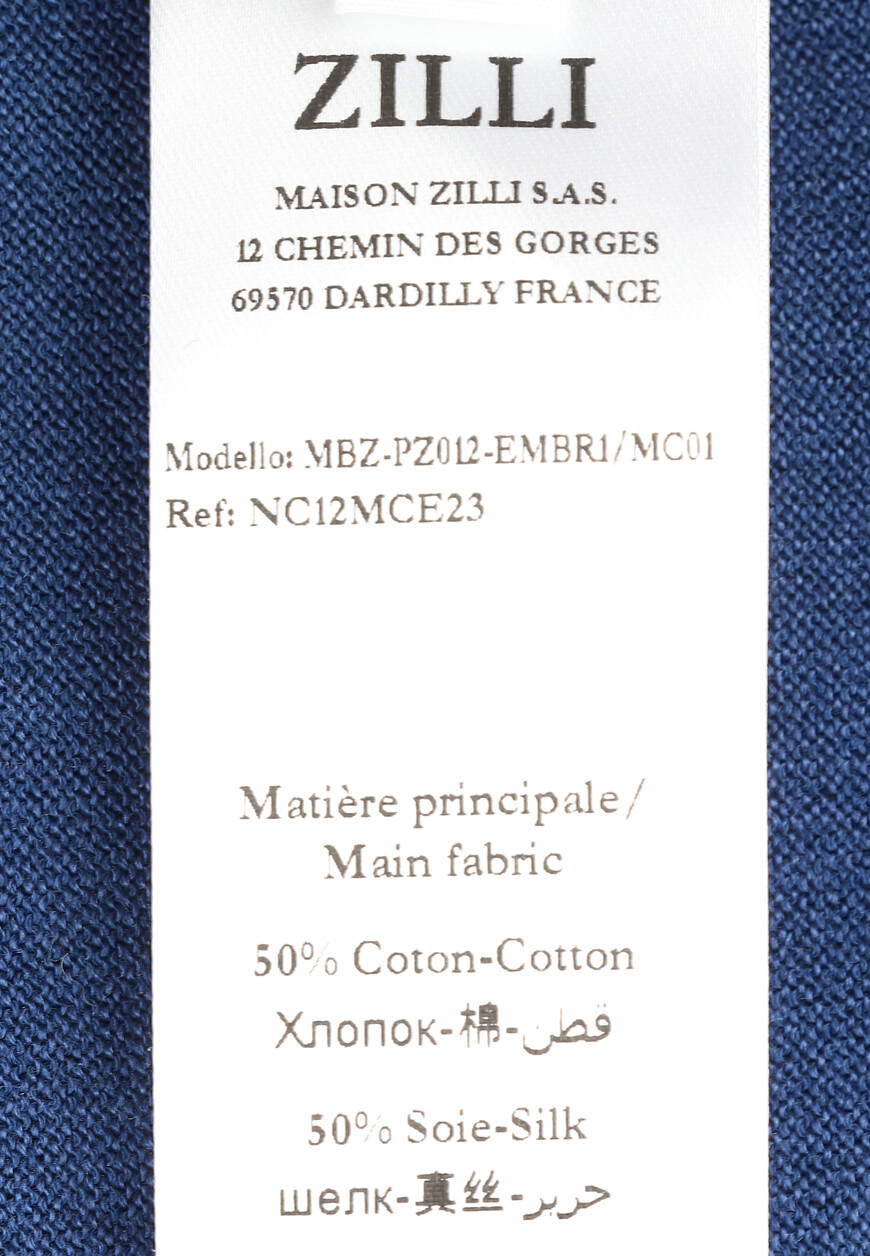 ZILLI
MAISON ZILLI S.A.S.
12 CHEMIN DES GORGES
69570 DARDILLY FRANCE
Modello: MBZ-PZ012-EMBR1/MC01
Ref: NC12MCE23
Matière principale/
Main fabric
50% Coton-Cotton
Хлопок-棉-قطن
50% Soie-Silk
шелк-真丝-حرير